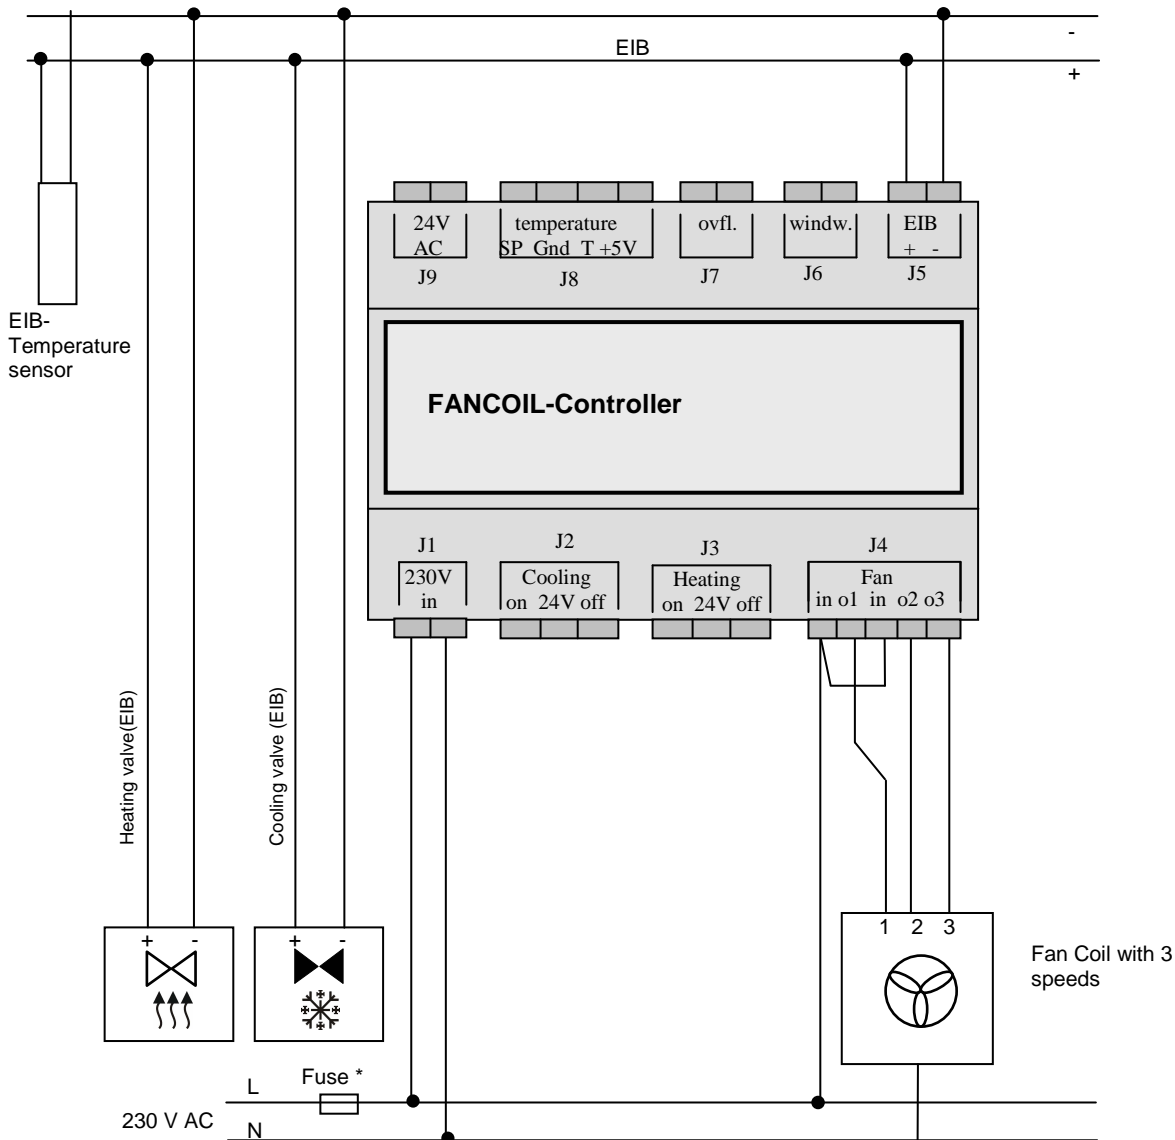 -
EIB
+
24V
AC
J9
temperature
SP Gnd T +5V
J8
ovfl.
J7
windw.
J6
EIB
+ -
J5
EIB-
Temperature
sensor
FANCOIL-Controller
J1
230V
in
J2
Cooling
on 24V off
J3
Heating
on 24V off
J4
Fan
in o1 in o2 o3
Heating valve(EIB)
Cooling valve (EIB)
+ -
+ -
1 2 3
Fan Coil with 3
speeds
L
Fuse *
230 V AC
N